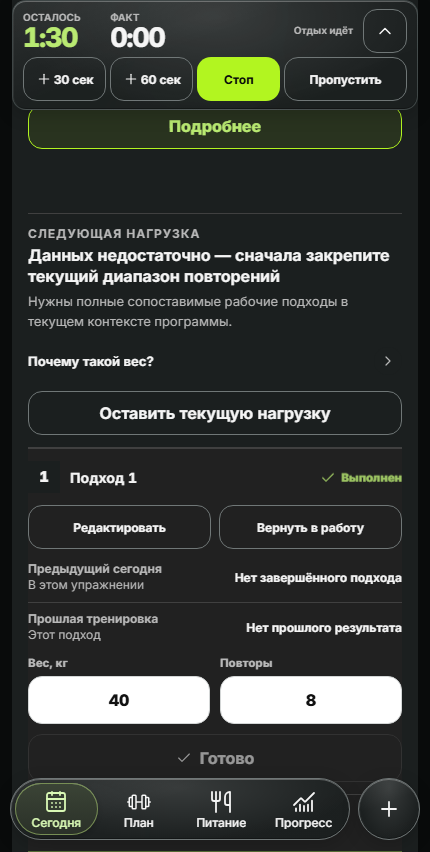 ОСТАЛОСЬ
1:30
ФАКТ
0:00
Отдых идёт
+ 30 сек
+ 60 сек
Стоп
Пропустить
Подробнее
СЛЕДУЮЩАЯ НАГРУЗКА
Данных недостаточно — сначала закрепите
текущий диапазон повторений
Нужны полные сопоставимые рабочие подходы в
текущем контексте программы.
Почему такой вес?
Оставить текущую нагрузку
1
Подход 1
Выполнен
Редактировать
Вернуть в работу
Предыдущий сегодня
В этом упражнении
Нет завершённого подхода
Прошлая тренировка
Этот подход
Нет прошлого результата
Вес, кг
Повторы
40
8
Готово
Сегодня
План
Питание
Прогресс